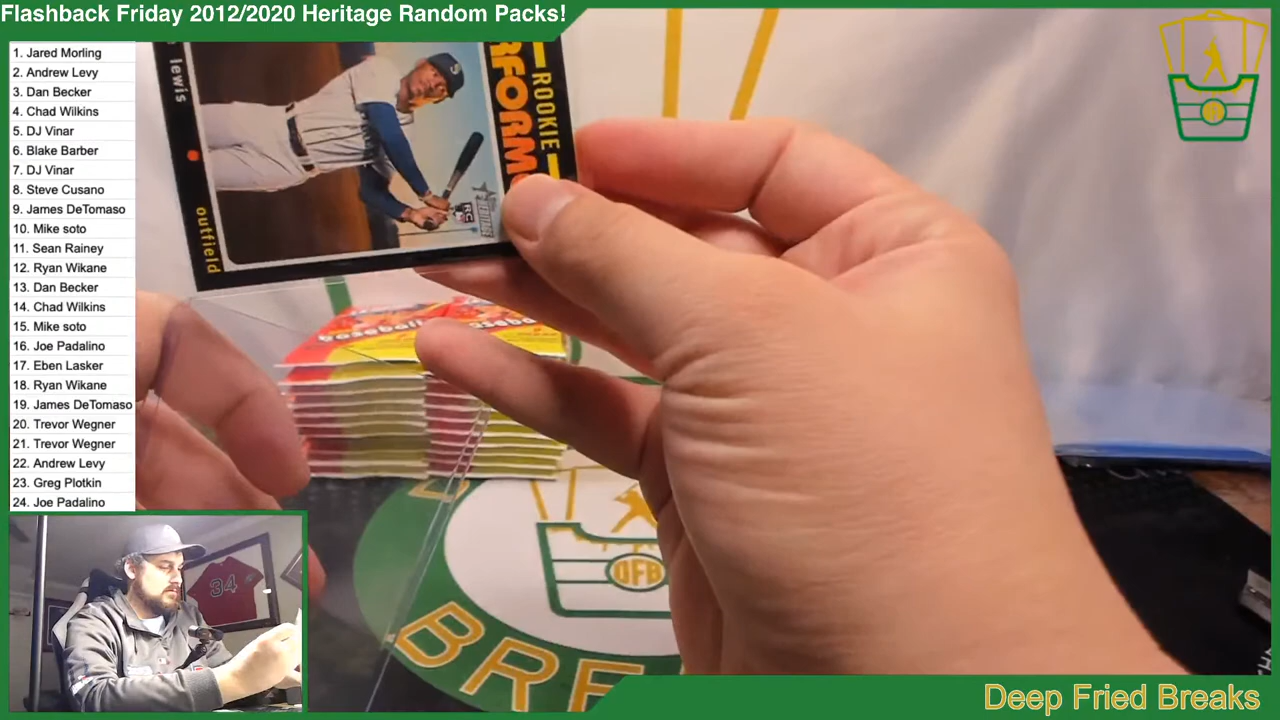 Flashback Friday 2012/2020 Heritage Random Packs!
1. Jared Morling
2. Andrew Levy
3. Dan Becker
4. Chad Wilkins
5. DJ Vinar
6. Blake Barber
7. DJ Vinar
8. Steve Cusano
9. James DeTomaso
10. Mike soto
11. Sean Rainey
12. Ryan Wikane
13. Dan Becker
14. Chad Wilkins
15. Mike soto
16. Joe Padalino
17. Eben Lasker
18. Ryan Wikane
19. James DeTomaso
20. Trevor Wegner
21. Trevor Wegner
22. Andrew Levy
23. Greg Plotkin
24. Joe Padalino
lewis
outfield
ROOKIE
RFORM
HERITAGE
RC
S
baseball
34
DFB
BRE
Deep Fried Breaks